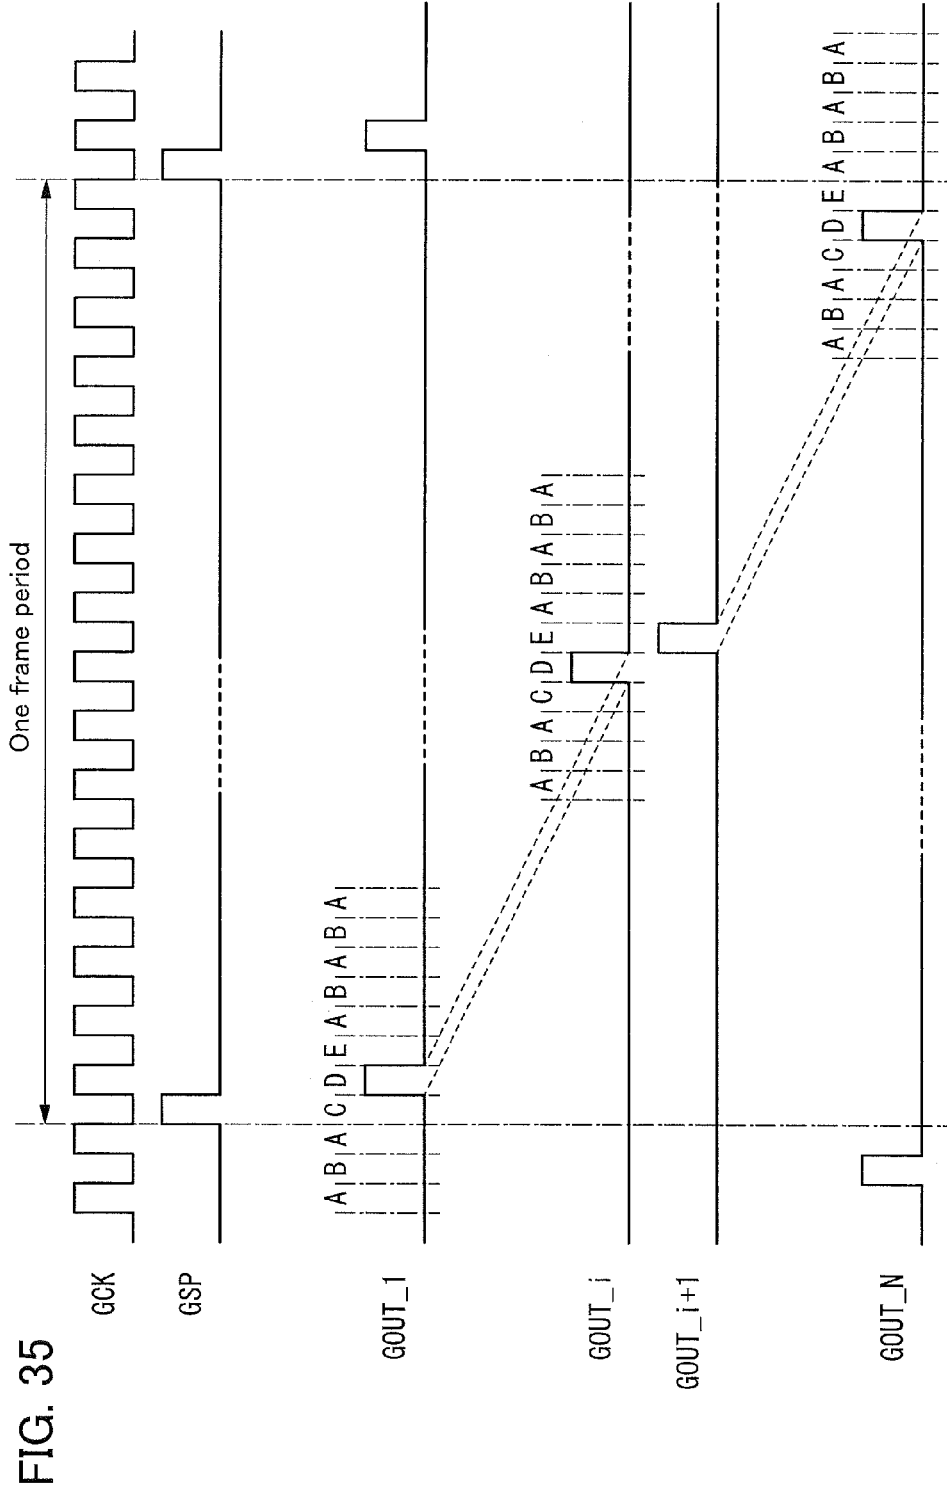 FIG. 35
One frame period
GCK
GSP
A B A C D E A B A B A
GOUT_1
A B A C D E A B A B A
GOUT_i
GOUT_i+1
A B A C D E A B A B A
GOUT_N